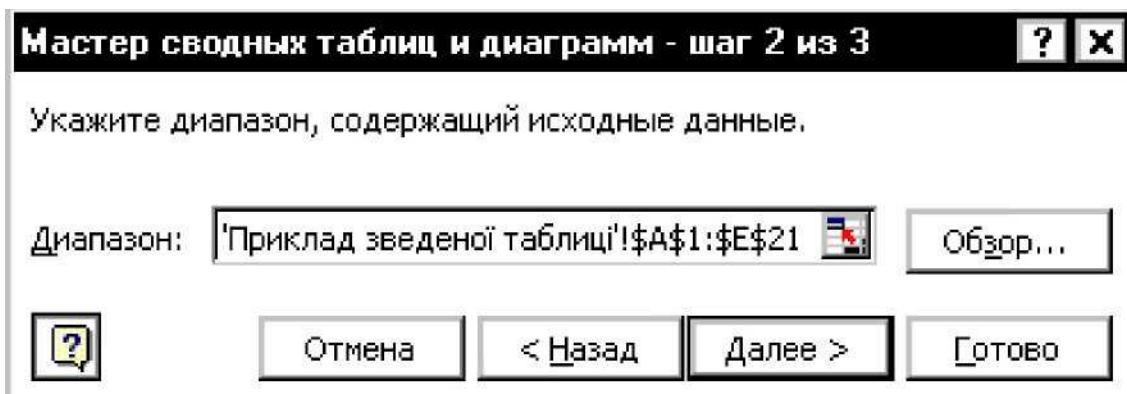 Мастер сводных таблиц и диаграмм - шаг 2 из 3 ? X
Укажите диапазон, содержащий исходные данные.
Диапазон: 'Приклад зведеної таблиці'!$A$1:$E$21 Обзор...
? Отмена < Назад Далее > Готово